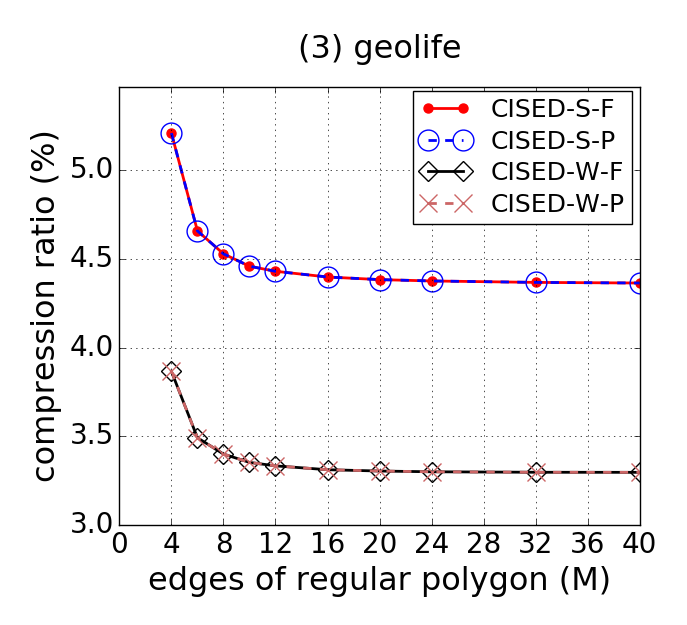 (3) geolife
CISED-S-F
CISED-S-P
CISED-W-F
CISED-W-P
compression ratio (%)
5.0
4.5
4.0
3.5
3.0
0 4 8 12 16 20 24 28 32 36 40
edges of regular polygon (M)